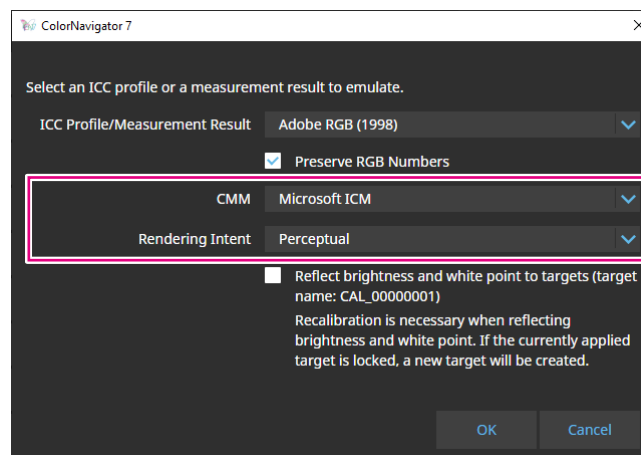 ColorNavigator 7
Select an ICC profile or a measurement result to emulate.
ICC Profile/Measurement Result Adobe RGB (1998)
Preserve RGB Numbers
CMM Microsoft ICM
Rendering Intent Perceptual
Reflect brightness and white point to targets (target
name: CAL_00000001)
Recalibration is necessary when reflecting
brightness and white point. If the currently applied
target is locked, a new target will be created.
OK Cancel